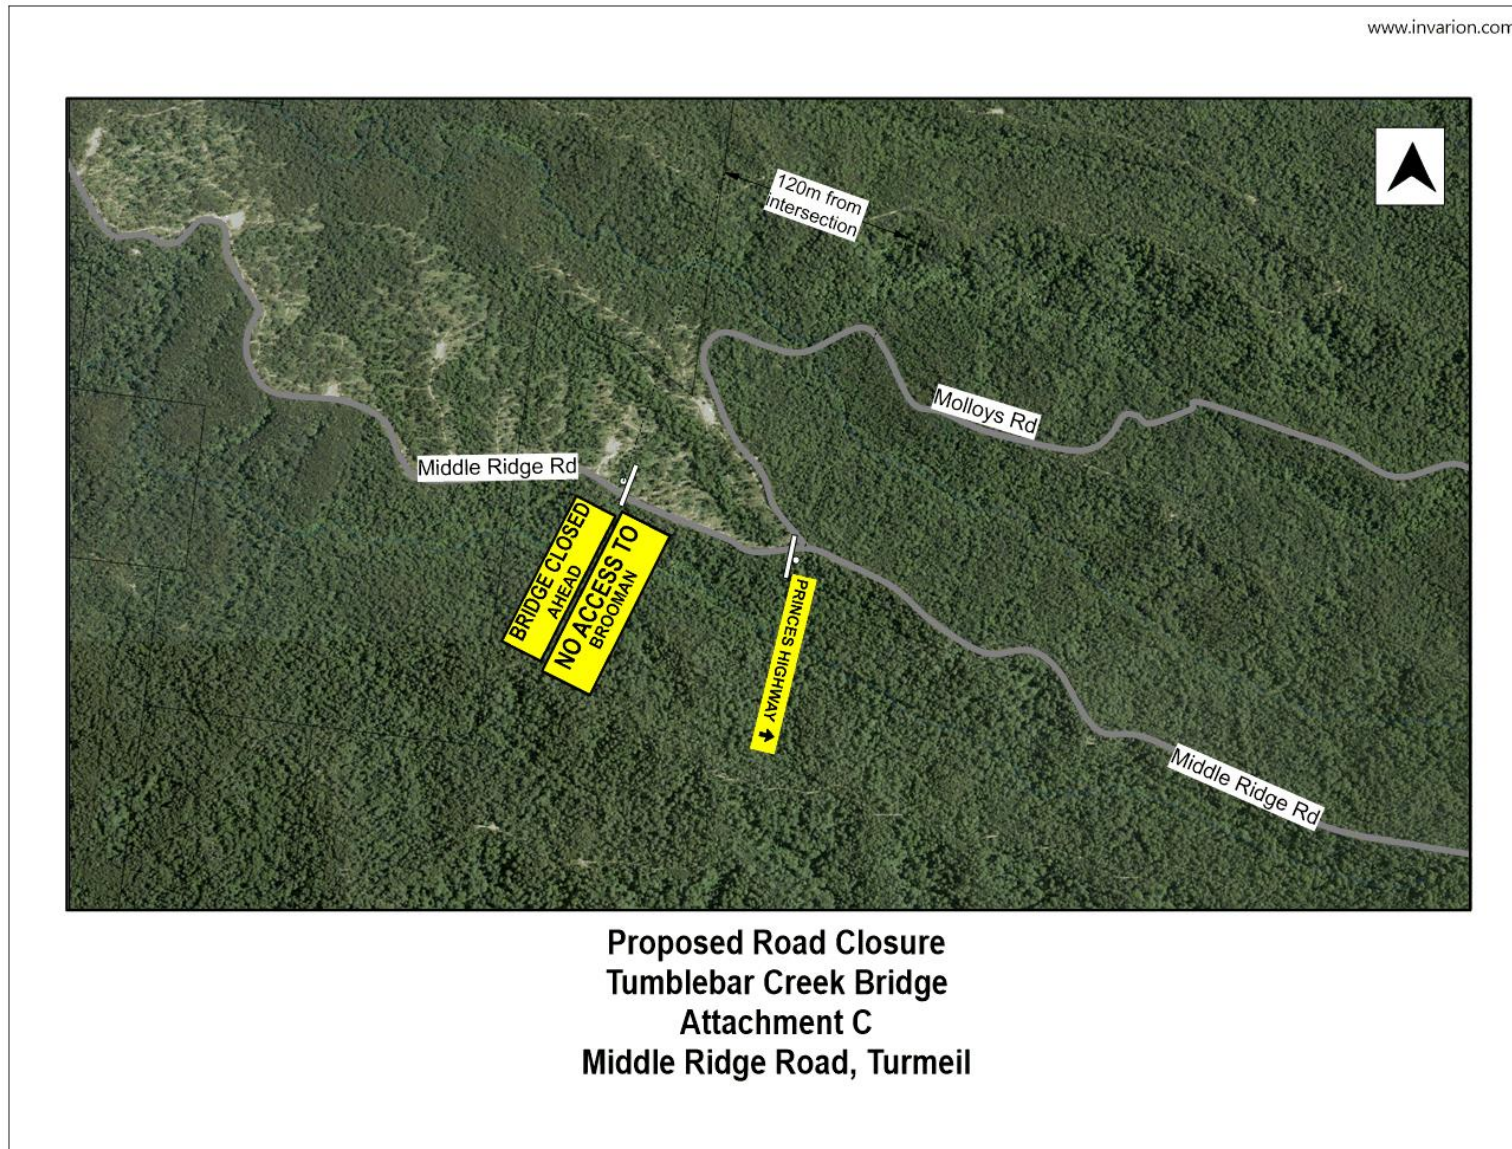 www.invarion.com
120m from
intersection
Molloys Rd
Middle Ridge Rd
BRIDGE CLOSED
AHEAD
NO ACCESS TO
BROOMAN
PRINCES HIGHWAY
Middle Ridge Rd
Proposed Road Closure
Tumblebar Creek Bridge
Attachment C
Middle Ridge Road, Turmeil